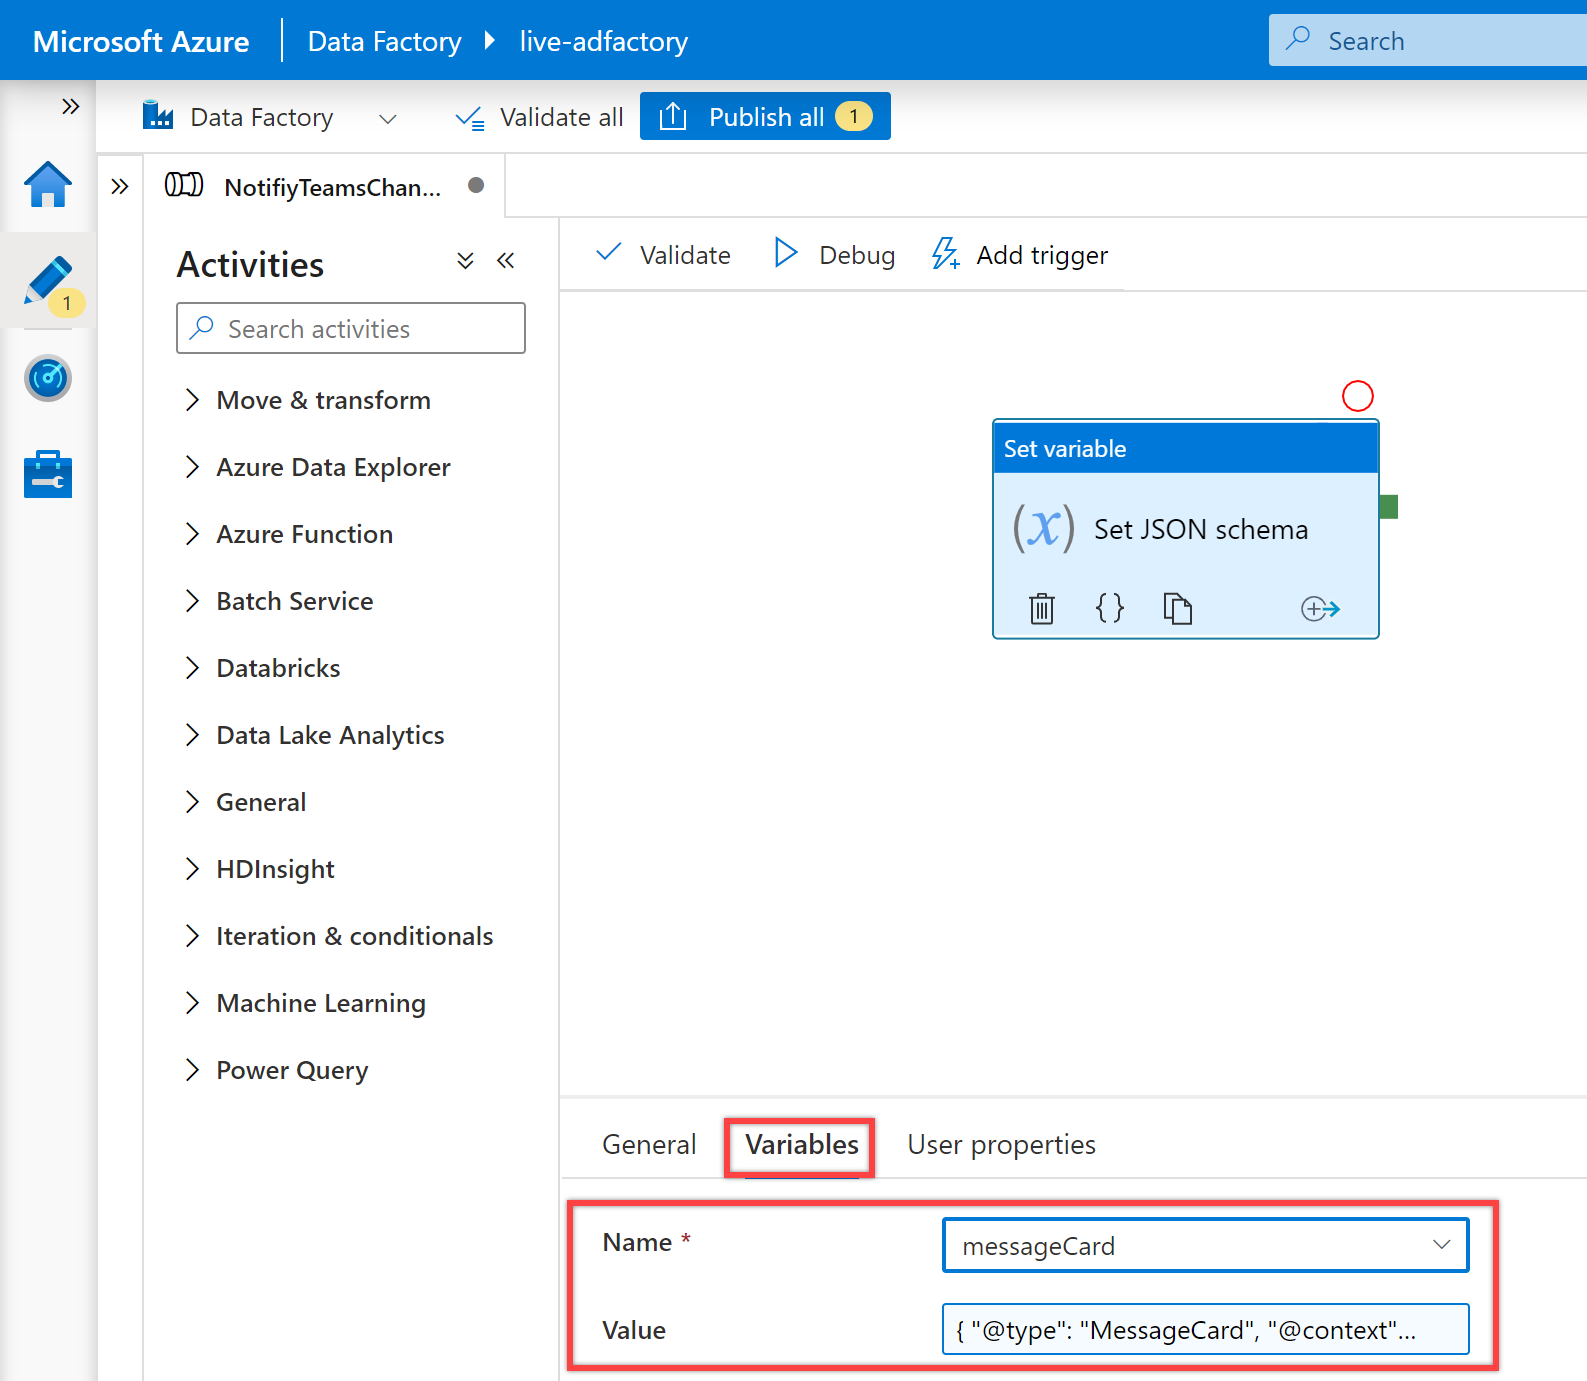 Microsoft Azure
Data Factory
live-adfactory
Search
Data Factory
Validate all
Publish all
1
NotifiyTeamsChan...
Activities
Validate
Debug
Add trigger
1
Search activities
Move & transform
Azure Data Explorer
Azure Function
Batch Service
Databricks
Data Lake Analytics
General
HDInsight
Iteration & conditionals
Machine Learning
Power Query
Set variable
(x)
Set JSON schema
{}
General
Variables
User properties
Name *
messageCard
Value
{ "@type": "MessageCard", "@context"...